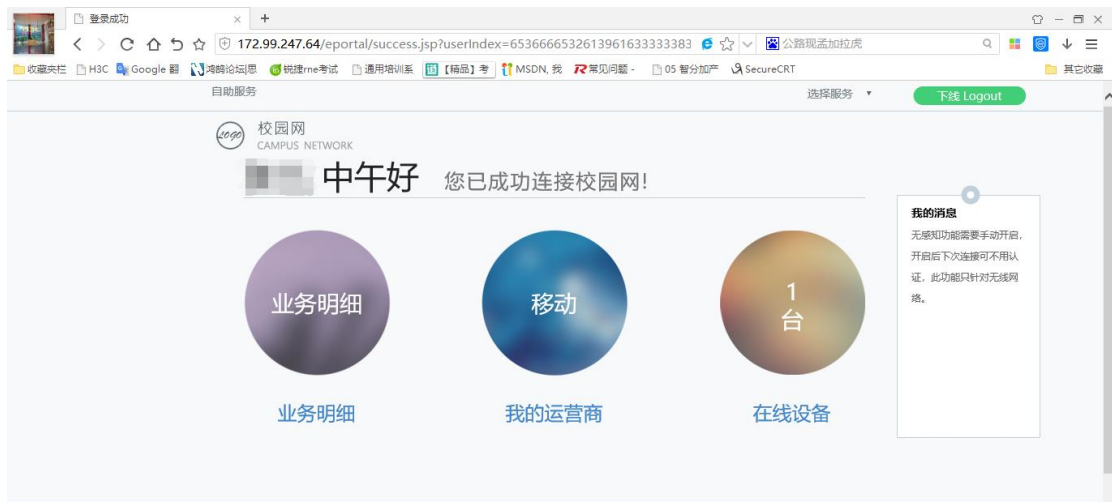 登录成功
172.99.247.64/eportal/success.jsp?userIndex=65366665326139616333333383
公路现孟加拉虎
收藏夹栏 H3C Google 翻 鸿鹄论坛|思 锐捷rne考试 通用培训系 【精品】考 MSDN, 我 常见问题 - 05 智分加产 SecureCRT 其它收藏
自助服务 选择服务 下线 Logout
LOGO 校园网
CAMPUS NETWORK
中午好 您已成功连接校园网!
我的消息
无感知功能需要手动开启,
开启后下次连接可不用认
证，此功能只针对无线网
络。
业务明细 移动 1
台
业务明细 我的运营商 在线设备